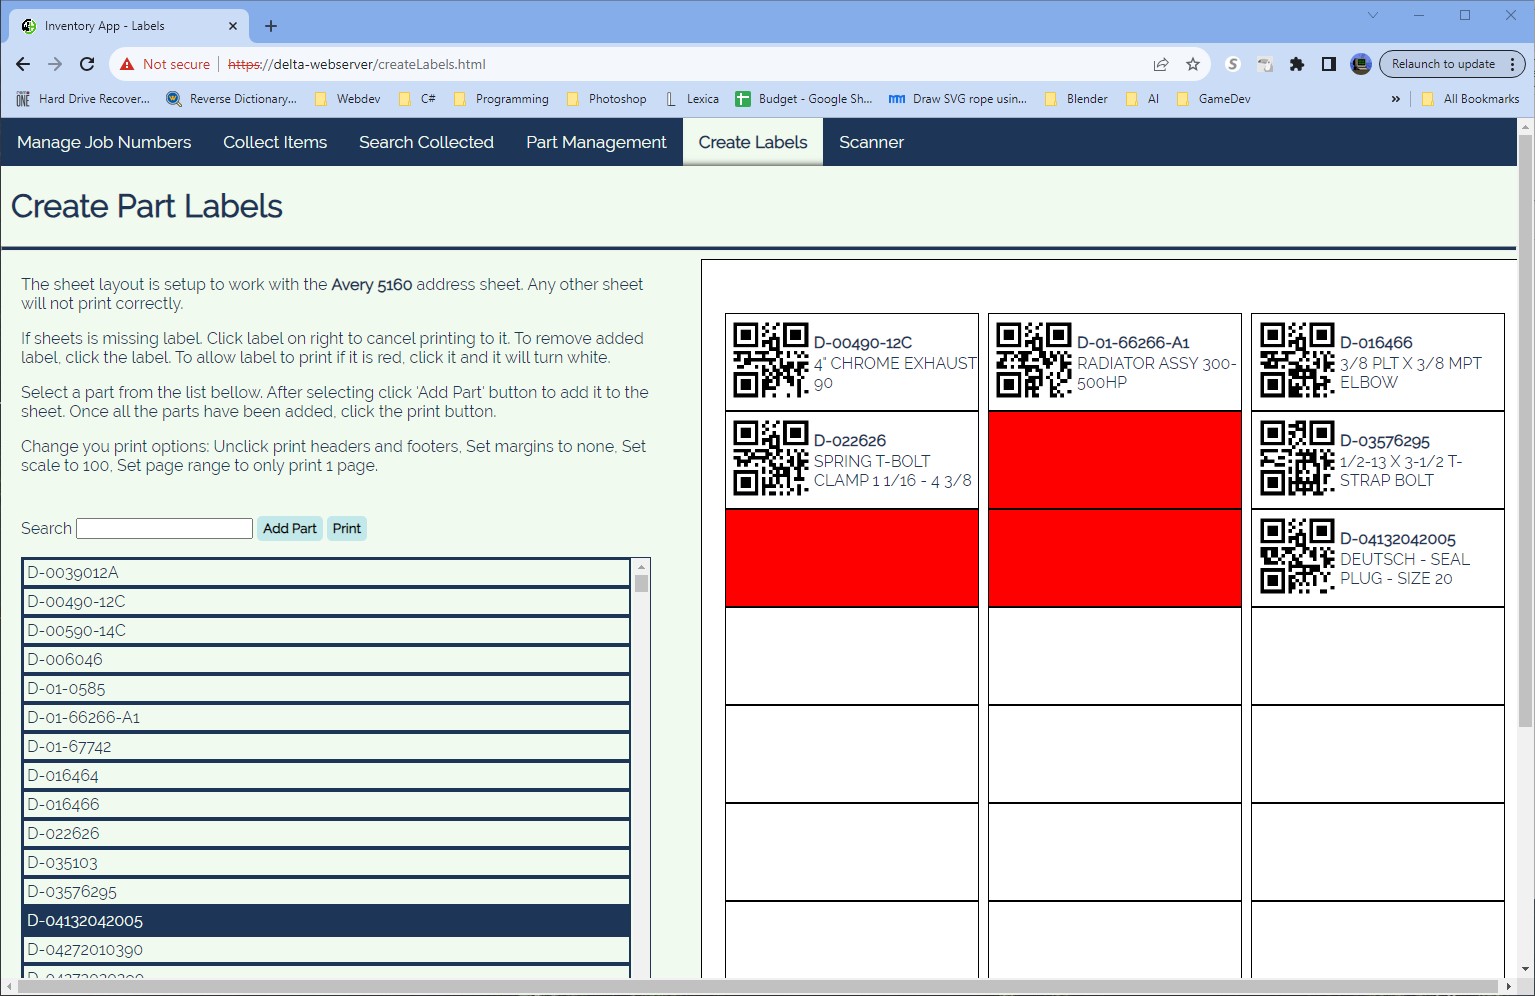 Inventory App - Labels
Not secure | https://delta-webserver/createLabels.html
Relaunch to update
Hard Drive Recover... Reverse Dictionary... Webdev C# Programming Photoshop Lexica Budget - Google Sh... Draw SVG rope usin... Blender AI GameDev » All Bookmarks
Manage Job Numbers Collect Items Search Collected Part Management Create Labels Scanner
Create Part Labels
The sheet layout is setup to work with the Avery 5160 address sheet. Any other sheet
will not print correctly.
If sheets is missing label. Click label on right to cancel printing to it. To remove added
label, click the label. To allow label to print if it is red, click it and it will turn white.
Select a part from the list bellow. After selecting click 'Add Part' button to add it to the
sheet. Once all the parts have been added, click the print button.
Change you print options: Unclick print headers and footers, Set margins to none, Set
scale to 100, Set page range to only print 1 page.
Search Add Part Print
D-0039012A
D-00490-12C
D-00590-14C
D-006046
D-01-0585
D-01-66266-A1
D-01-67742
D-016464
D-016466
D-022626
D-035103
D-03576295
D-04132042005
D-04272010390
D-00490-12C
4" CHROME EXHAUST
90
D-01-66266-A1
RADIATOR ASSY 300-
500HP
D-016466
3/8 PLT X 3/8 MPT
ELBOW
D-022626
SPRING T-BOLT
CLAMP 1 1/16 - 4 3/8
D-03576295
1/2-13 X 3-1/2 T-
STRAP BOLT
D-04132042005
DEUTSCH - SEAL
PLUG - SIZE 20